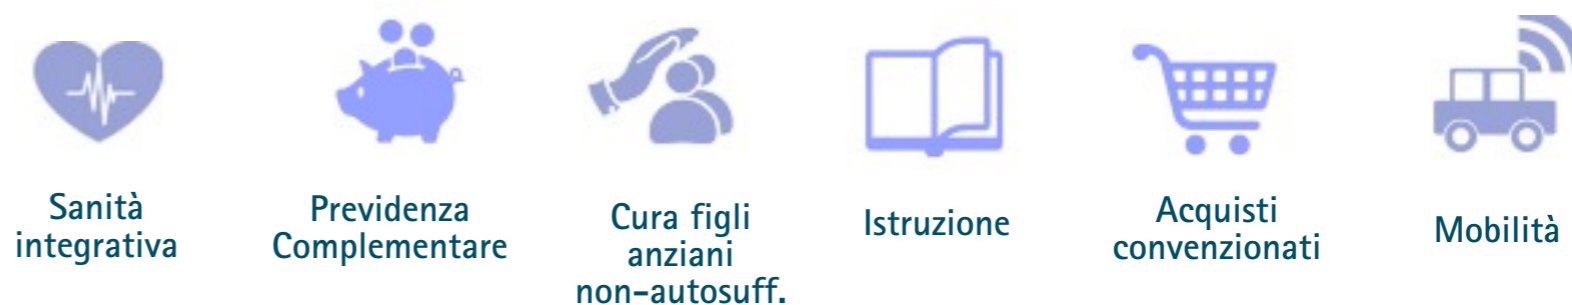 Sanità
integrativa
Previdenza
Complementare
Cura figli
anziani
non-autosuff.
Istruzione
Acquisti
convenzionati
Mobilità